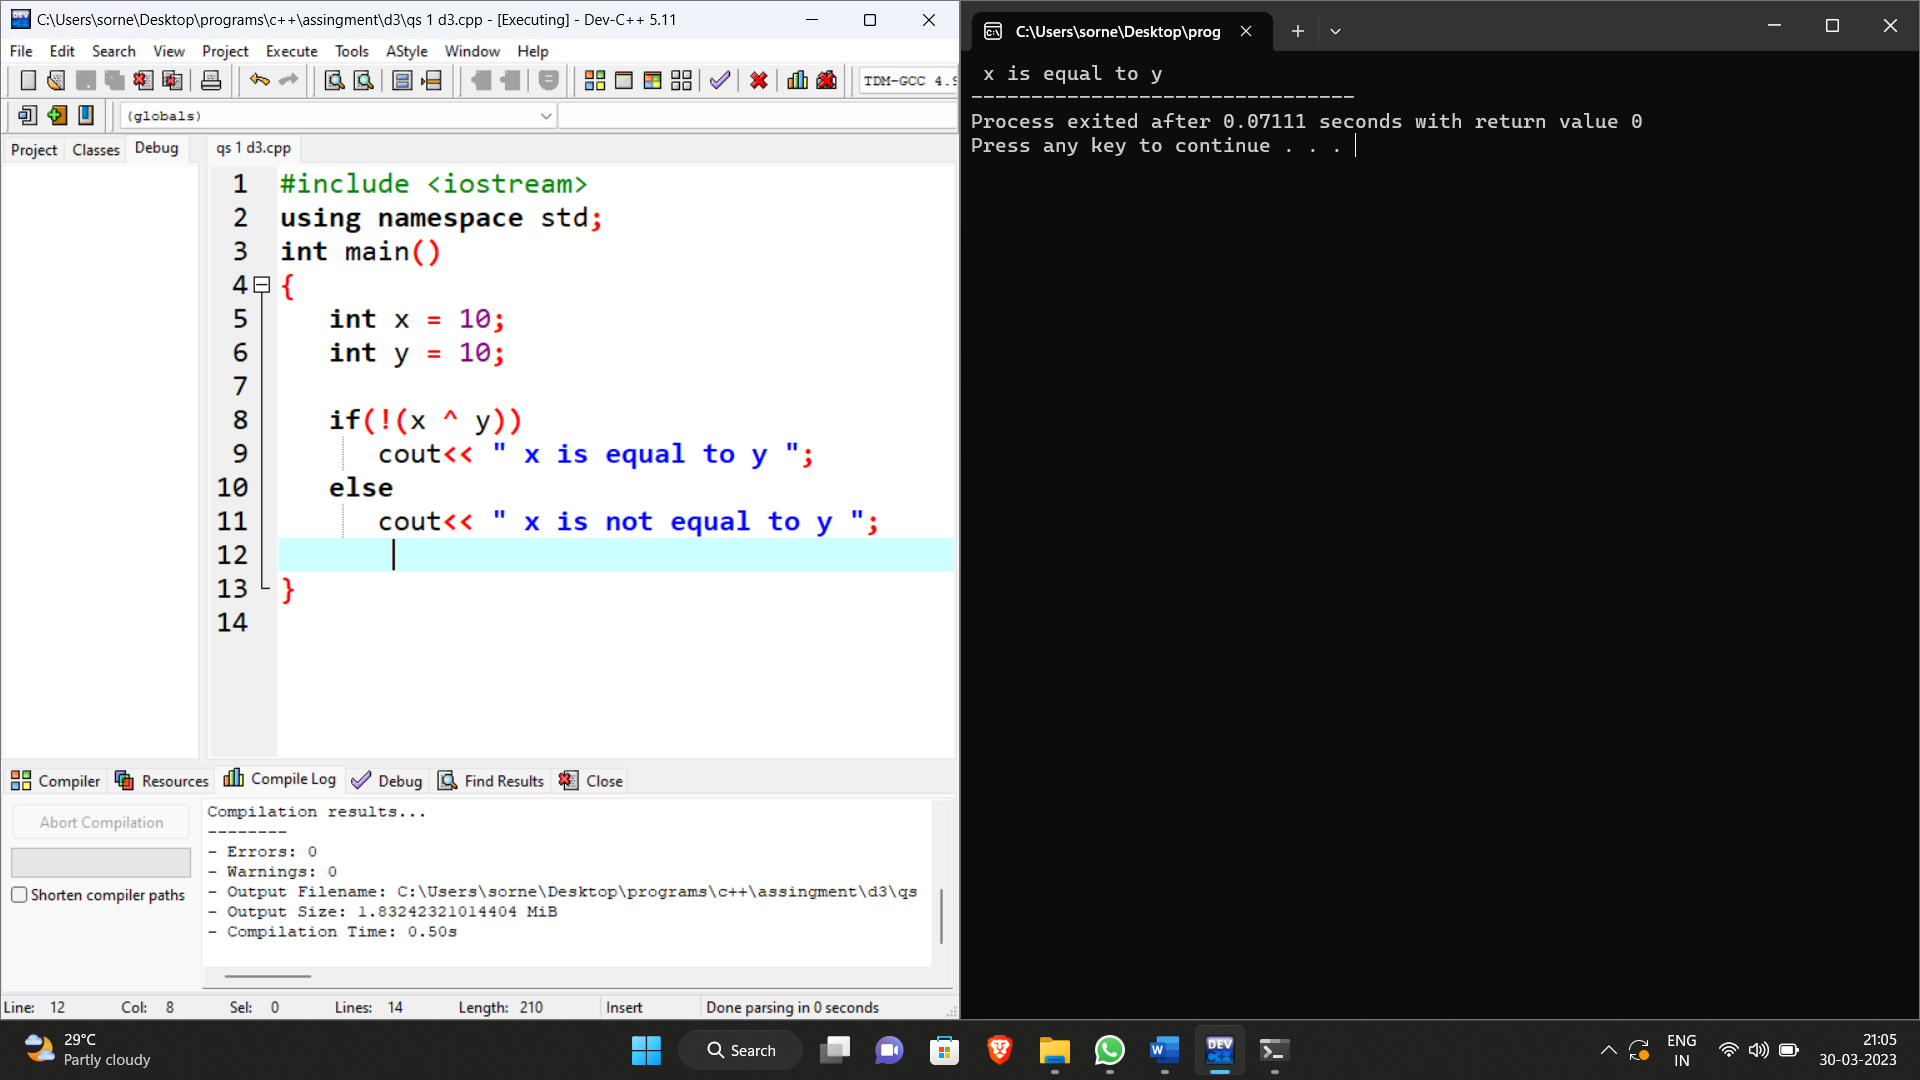 C:\Users\sorne\Desktop\programs\c++\assingment\d3\qs 1 d3.cpp - [Executing] - Dev-C++ 5.11
File Edit Search View Project Execute Tools AStyle Window Help
TDM-GCC 4.9
(globals)
Project Classes Debug
qs 1 d3.cpp
1 #include <iostream>
2 using namespace std;
3 int main()
4 {
5 int x = 10;
6 int y = 10;
7
8 if(!(x ^ y))
9 cout<< " x is equal to y ";
10 else
11 cout<< " x is not equal to y ";
12
13 }
14
Compiler Resources Compile Log Debug Find Results Close
Abort Compilation
Shorten compiler paths
Compilation results...
--------
- Errors: 0
- Warnings: 0
- Output Filename: C:\Users\sorne\Desktop\programs\c++\assingment\d3\qs
- Output Size: 1.83242321014404 MiB
- Compilation Time: 0.50s
Line: 12 Col: 8 Sel: 0 Lines: 14 Length: 210 Insert Done parsing in 0 seconds
C:\Users\sorne\Desktop\prog
x is equal to y
--------------------------------
Process exited after 0.07111 seconds with return value 0
Press any key to continue . . .
29°C
Partly cloudy
Search
DEV
C++
ENG
IN
21:05
30-03-2023